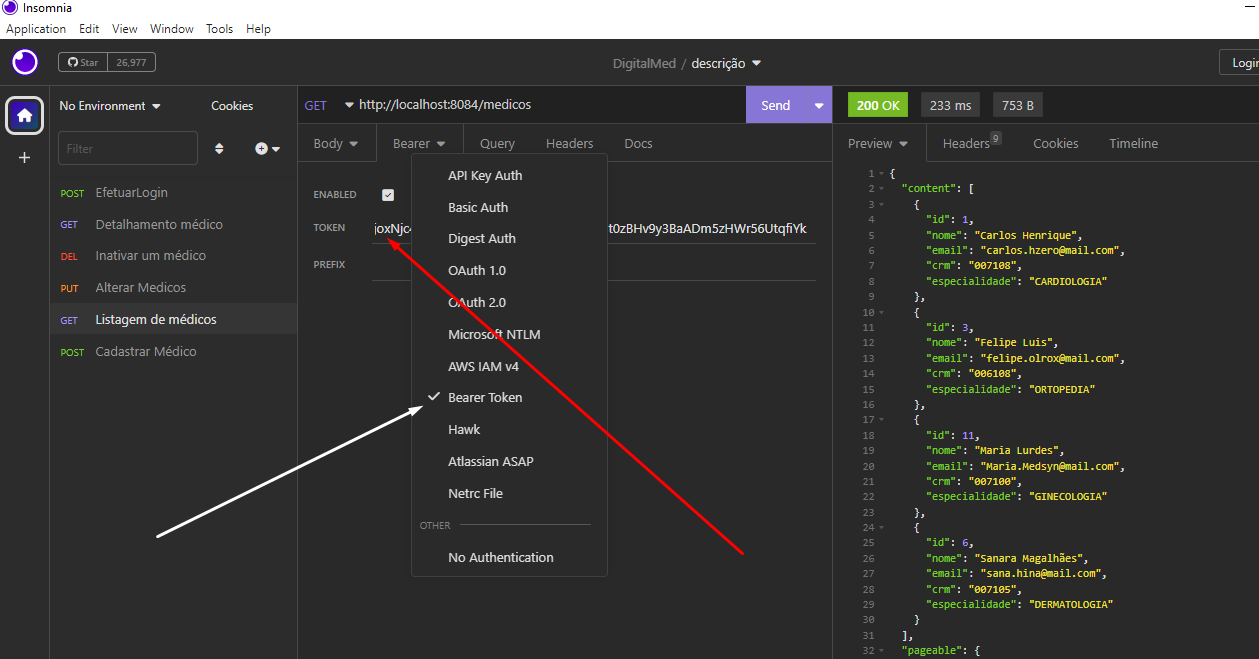 Insomnia
Application Edit View Window Tools Help
Star 26,977
DigitalMed / descrição
Login
No Environment Cookies
Filter
POST EfetuarLogin
GET Detalhamento médico
DEL Inativar um médico
PUT Alterar Medicos
GET Listagem de médicos
POST Cadastrar Médico
GET http://localhost:8084/medicos Send
Body Bearer Query Headers Docs
ENABLED
TOKEN joxNjc t0zBHv9y3BaADm5zHWr56UtqfiYk
PREFIX
API Key Auth
Basic Auth
Digest Auth
OAuth 1.0
OAuth 2.0
Microsoft NTLM
AWS IAM v4
Bearer Token
Hawk
Atlassian ASAP
Netrc File
OTHER
No Authentication
200 OK 233 ms 753 B
Preview Headers 9 Cookies Timeline
1 {
2 "content": [
3 {
4 "id": 1,
5 "nome": "Carlos Henrique",
6 "email": "carlos.hzero@mail.com",
7 "crm": "007108",
8 "especialidade": "CARDIOLOGIA"
9 },
10 {
11 "id": 3,
12 "nome": "Felipe Luis",
13 "email": "felipe.olrox@mail.com",
14 "crm": "006108",
15 "especialidade": "ORTOPEDIA"
16 },
17 {
18 "id": 11,
19 "nome": "Maria Lurdes",
20 "email": "Maria.Medsyn@mail.com",
21 "crm": "007100",
22 "especialidade": "GINECOLOGIA"
23 },
24 {
25 "id": 6,
26 "nome": "Sanara Magalhães",
27 "email": "sana.hina@mail.com",
28 "crm": "007105",
29 "especialidade": "DERMATOLOGIA"
30 }
31 ],
32 "pageable": {